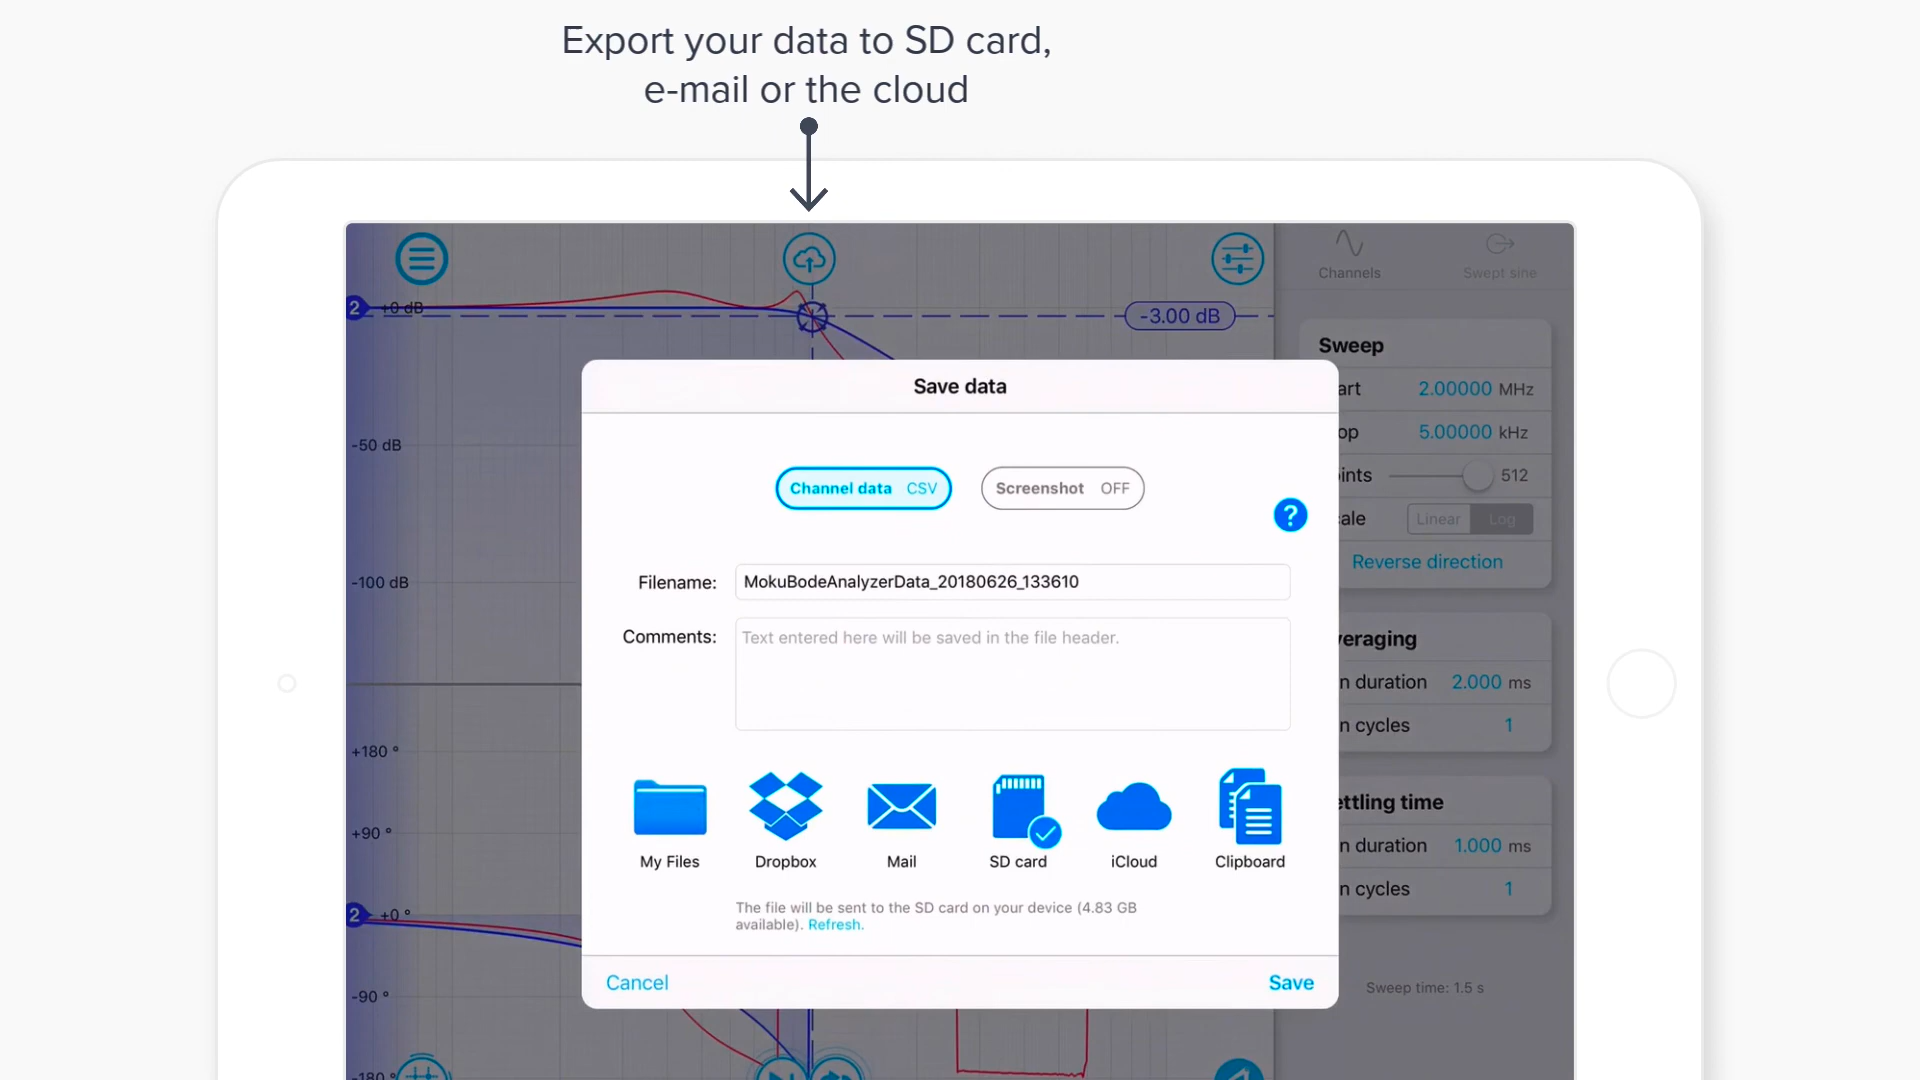 Export your data to SD card,
e-mail or the cloud
Channels
Swept sine
2
+0 dB
-3.00 dB
-50 dB
-100 dB
+180 °
+90 °
2
+0 °
-90 °
-180 °
Save data
Channel data CSV
Screenshot OFF
?
Filename: MokuBodeAnalyzerData_20180626_133610
Comments: Text entered here will be saved in the file header.
My Files
Dropbox
Mail
SD card
iCloud
Clipboard
The file will be sent to the SD card on your device (4.83 GB
available). Refresh.
Cancel
Save
Sweep
art 2.00000 MHz
op 5.00000 kHz
ints 512
ale Linear Log
Reverse direction
veraging
n duration 2.000 ms
n cycles 1
ettling time
n duration 1.000 ms
n cycles 1
Sweep time: 1.5 s